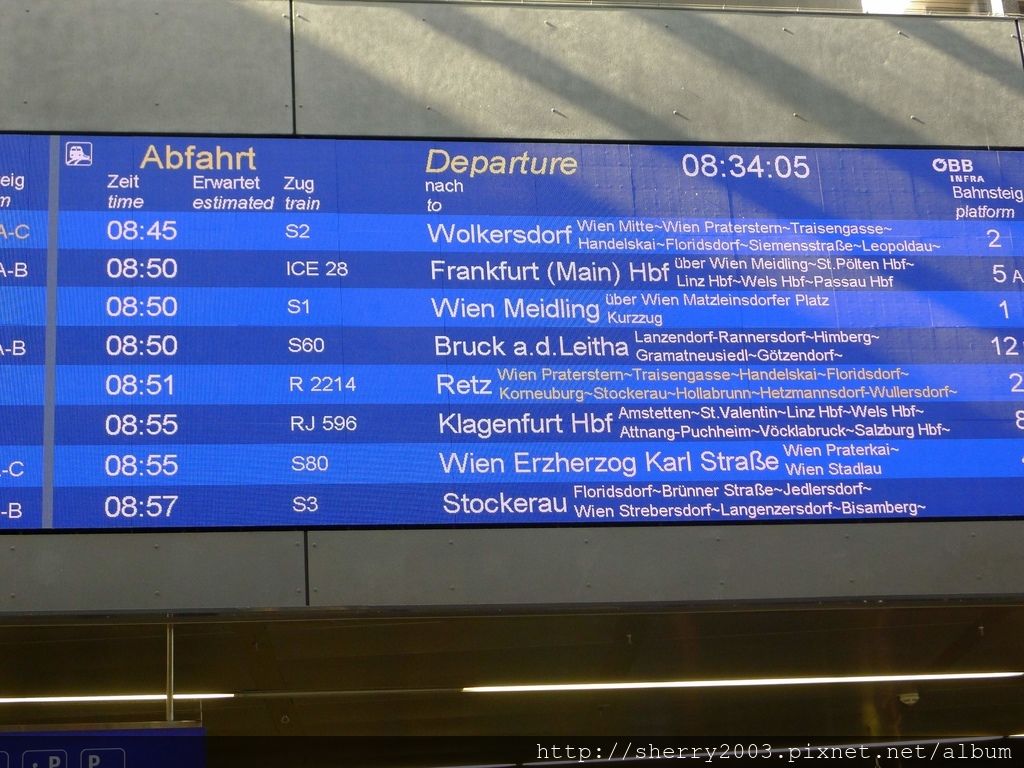 Abfahrt Departure 08:34:05 ÖBB
INFRA
eig Zeit Erwartet Zug nach Bahnsteig
m time estimated train to platform
A-C 08:45 S2 Wolkersdorf Wien Mitte~Wien Praterstern~Traisengasse~ 2
Handelskai~Floridsdorf~Siemensstraße~Leopoldau~
A-B 08:50 ICE 28 Frankfurt (Main) Hbf über Wien Meidling~St.Pölten Hbf~ 5 A
Linz Hbf~Wels Hbf~Passau Hbf
08:50 S1 Wien Meidling über Wien Matzleinsdorfer Platz 1
Kurzzug
A-B 08:50 S60 Bruck a.d.Leitha Lanzendorf-Rannersdorf~Himberg~ 12
Gramatneusiedl~Götzendorf~
08:51 R 2214 Retz Wien Praterstern~Traisengasse~Handelskai~Floridsdorf~ 2
Korneuburg~Stockerau~Hollabrunn~Hetzmannsdorf-Wullersdorf~
08:55 RJ 596 Klagenfurt Hbf Amstetten~St.Valentin~Linz Hbf~Wels Hbf~ 8
Attnang-Puchheim~Vöcklabruck~Salzburg Hbf~
-C 08:55 S80 Wien Erzherzog Karl Straße Wien Praterkai~
Wien Stadlau
-B 08:57 S3 Stockerau Floridsdorf~Brünner Straße~Jedlersdorf~
Wien Strebersdorf~Langenzersdorf~Bisamberg~
P P
http://sherry2003.pixnet.net/album